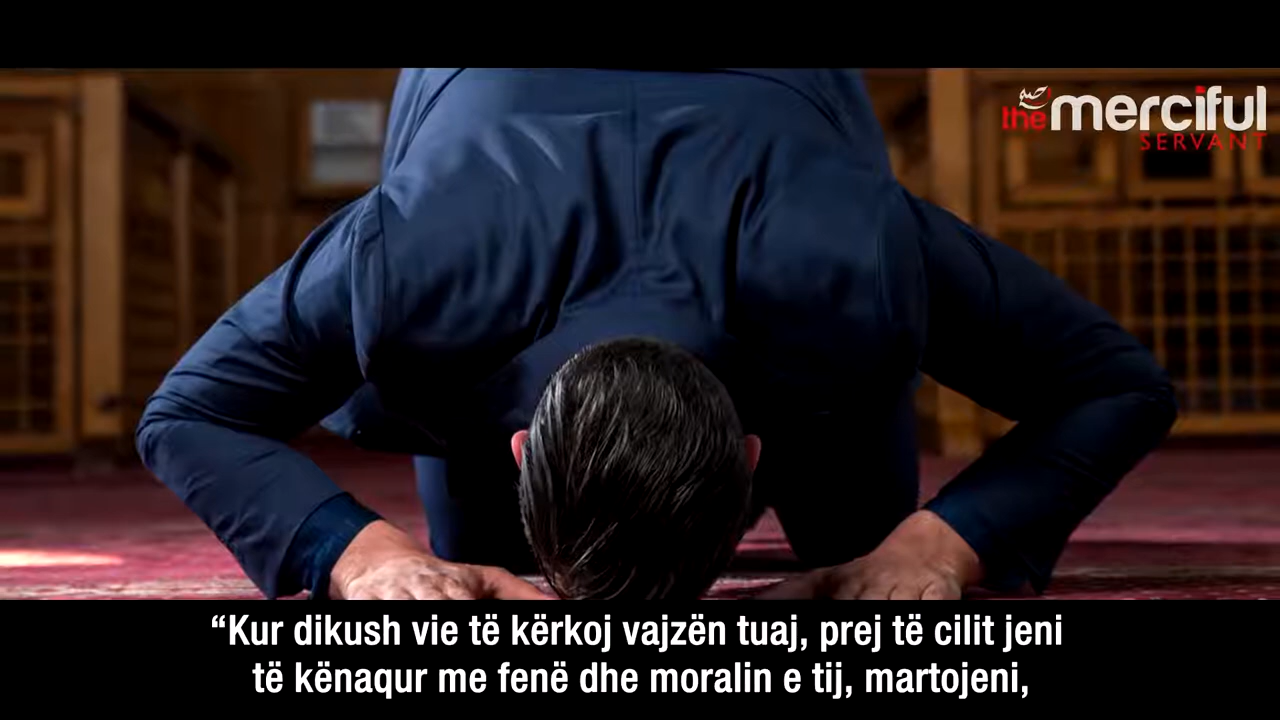 the merciful
SERVANT
“Kur dikush vie të kërkoj vajzën tuaj, prej të cilit jeni
të kënaqur me fenë dhe moralin e tij, martojeni,